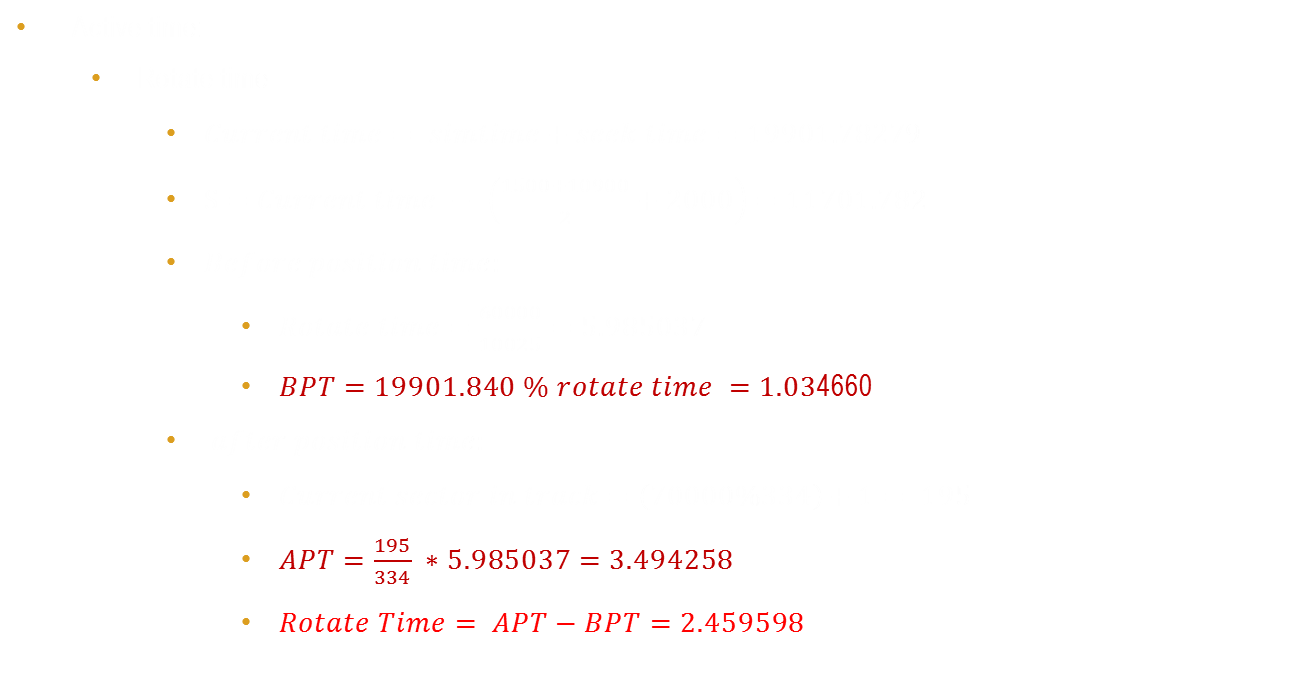 BPT = 19901.840 % rotate time = 1.034660
APT = 195/334 * 5.985037 = 3.494258
Rotate Time = APT − BPT = 2.459598